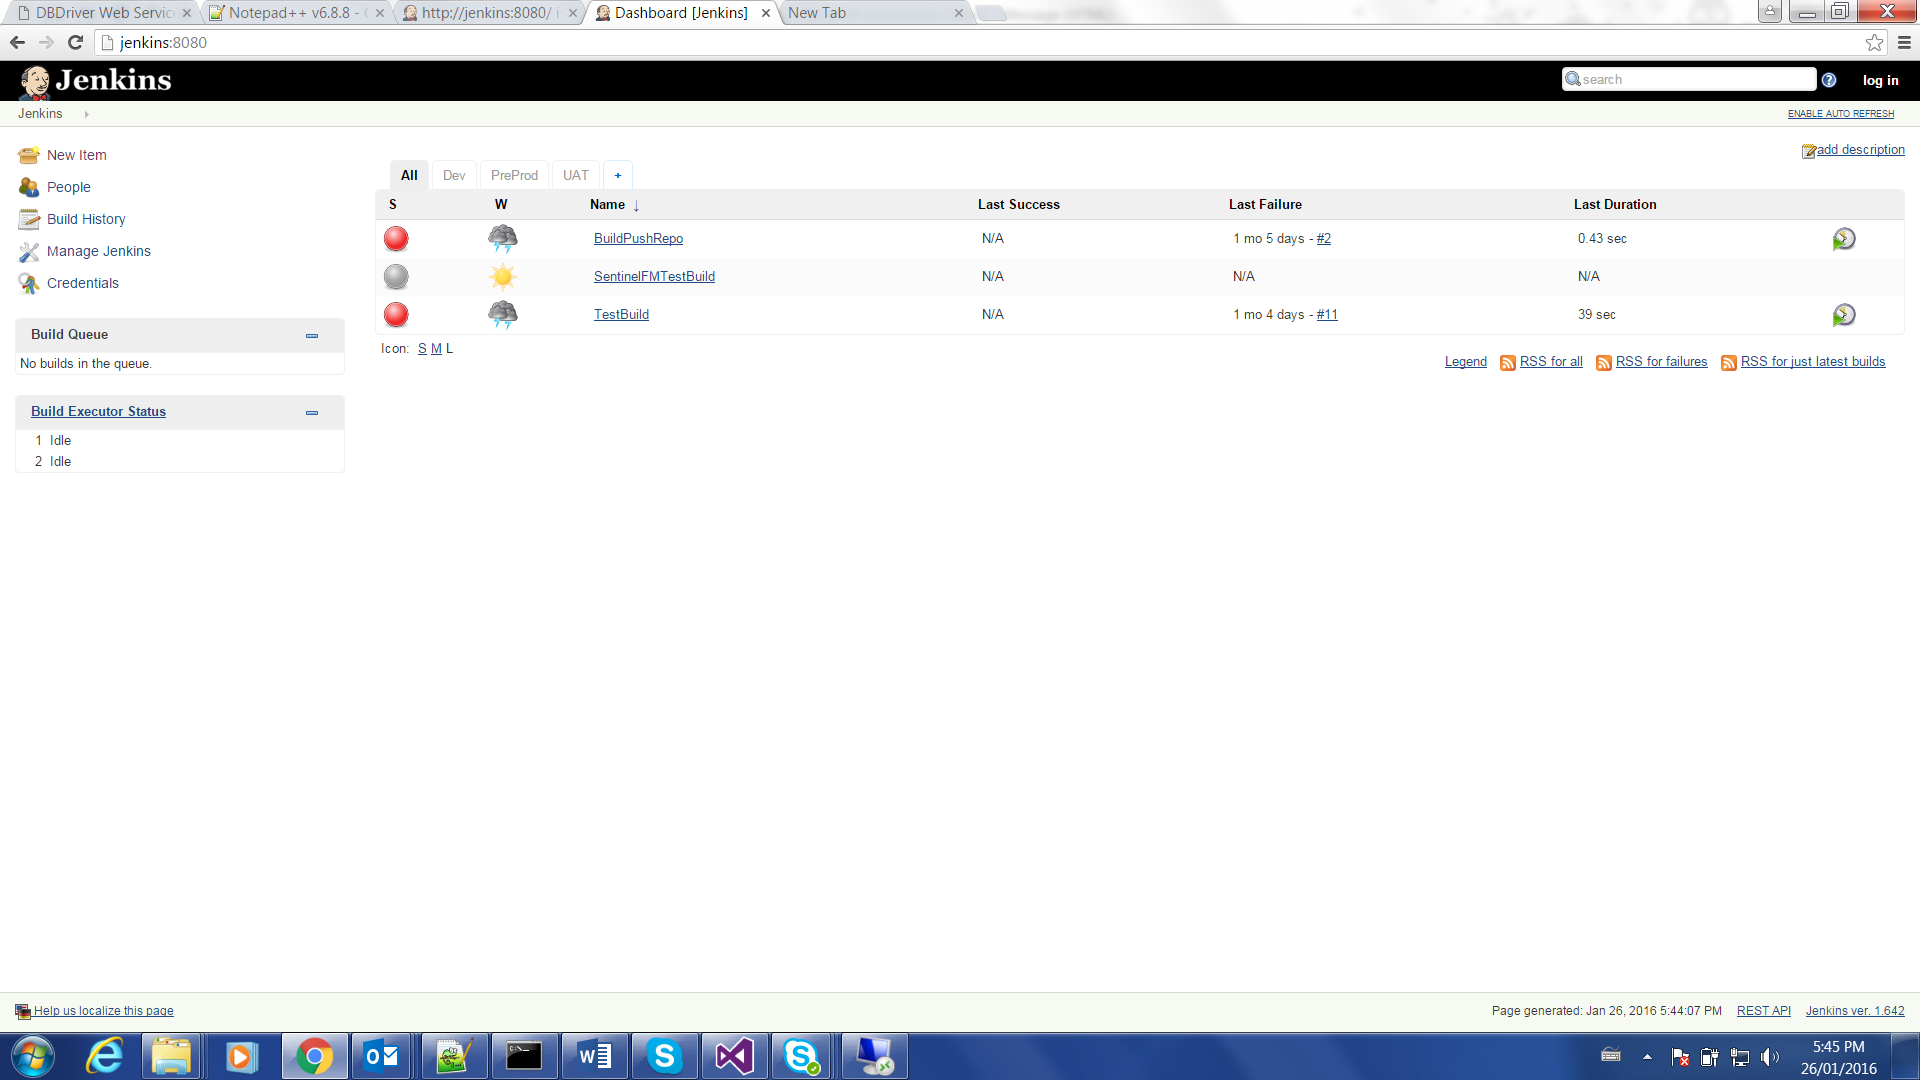 DBDriver Web Servic
Notepad++ v6.8.8 -
http://jenkins:8080/
Dashboard [Jenkins]
New Tab
jenkins:8080
Jenkins
search
log in
Jenkins
ENABLE AUTO REFRESH
New Item
People
Build History
Manage Jenkins
Credentials
add description
All Dev PreProd UAT +
S W Name ↓ Last Success Last Failure Last Duration
BuildPushRepo N/A 1 mo 5 days - #2 0.43 sec
SentinelFMTestBuild N/A N/A N/A
TestBuild N/A 1 mo 4 days - #11 39 sec
Icon: S M L
Legend RSS for all RSS for failures RSS for just latest builds
Build Queue
No builds in the queue.
Build Executor Status
1 Idle
2 Idle
Help us localize this page
Page generated: Jan 26, 2016 5:44:07 PM REST API Jenkins ver. 1.642
5:45 PM
26/01/2016